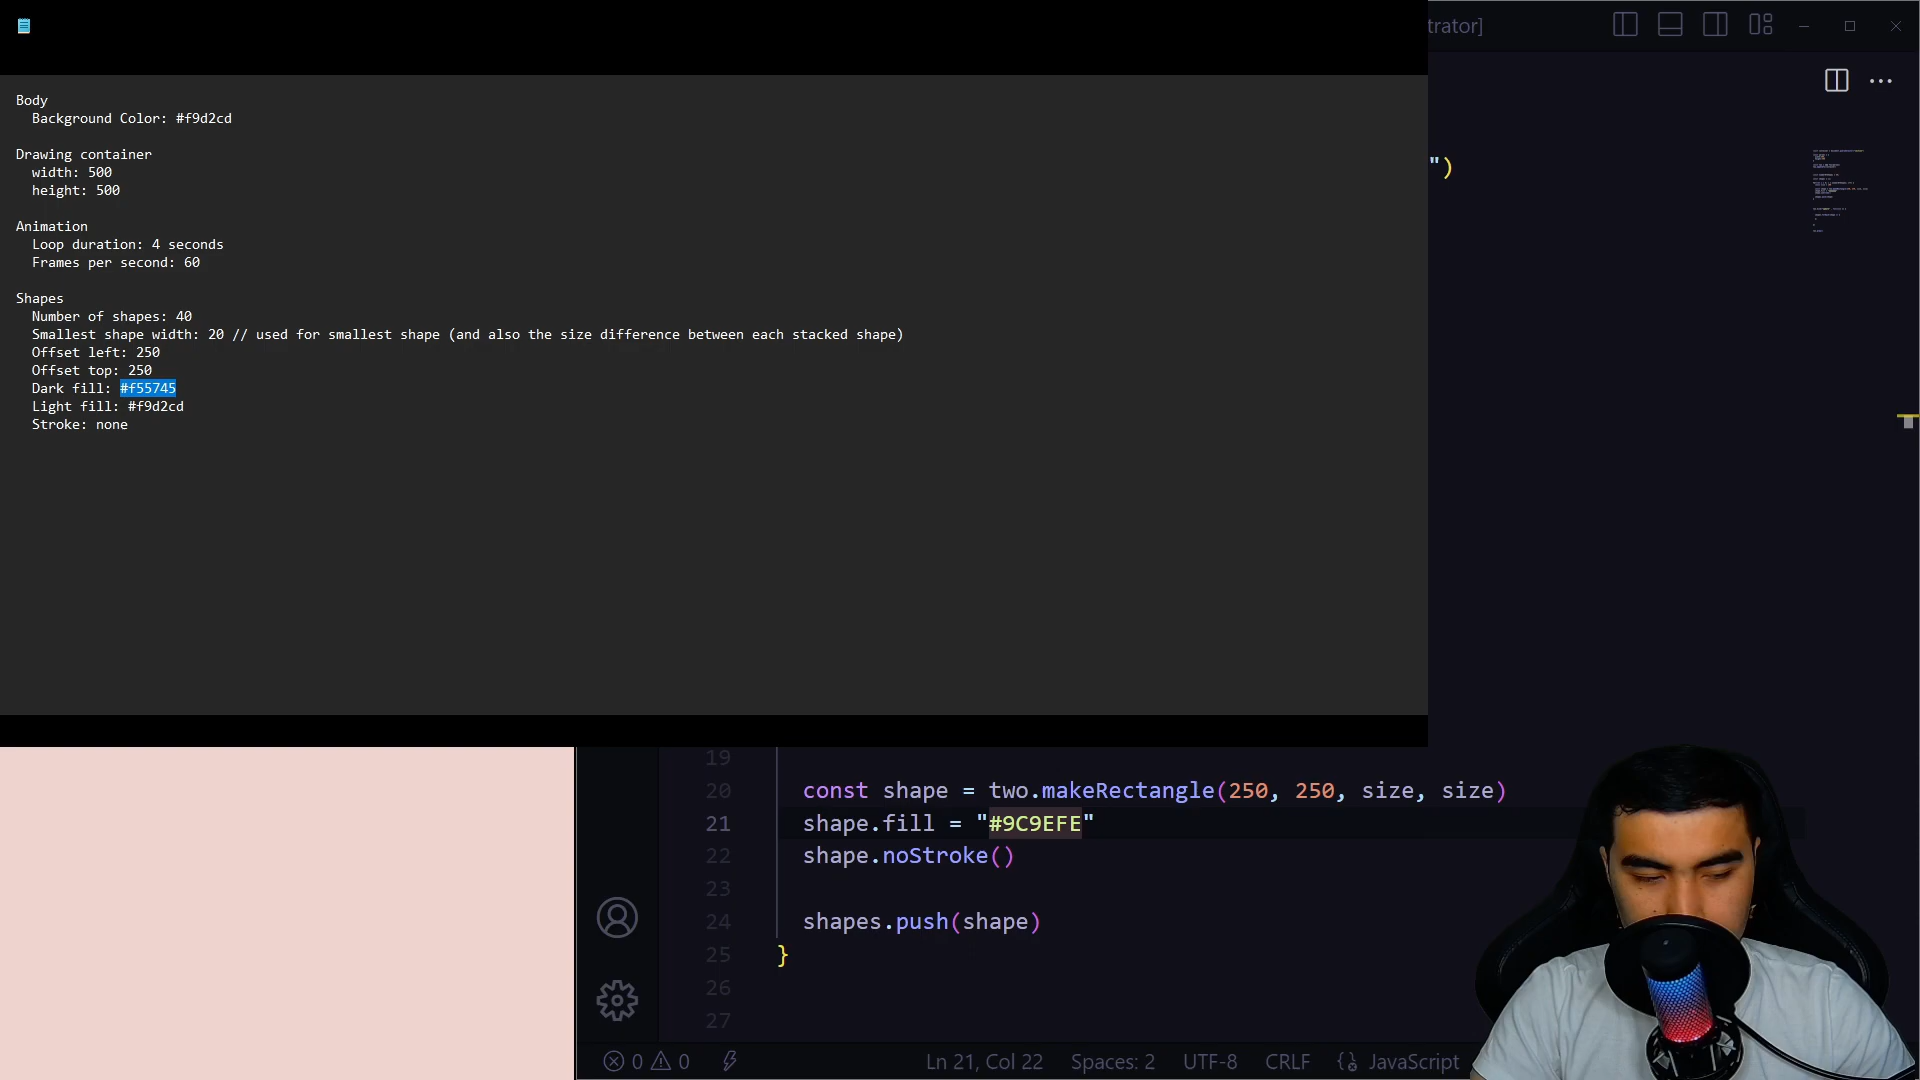 trator]
Body
Background Color: #f9d2cd
Drawing container
width: 500
height: 500
Animation
Loop duration: 4 seconds
Frames per second: 60
Shapes
Number of shapes: 40
Smallest shape width: 20 // used for smallest shape (and also the size difference between each stacked shape)
Offset left: 250
Offset top: 250
Dark fill: #f55745
Light fill: #f9d2cd
Stroke: none
")
19
20 const shape = two.makeRectangle(250, 250, size, size)
21 shape.fill = "#9C9EFE"
22 shape.noStroke()
23
24 shapes.push(shape)
25 }
26
27
0 0 Ln 21, Col 22 Spaces: 2 UTF-8 CRLF JavaScript